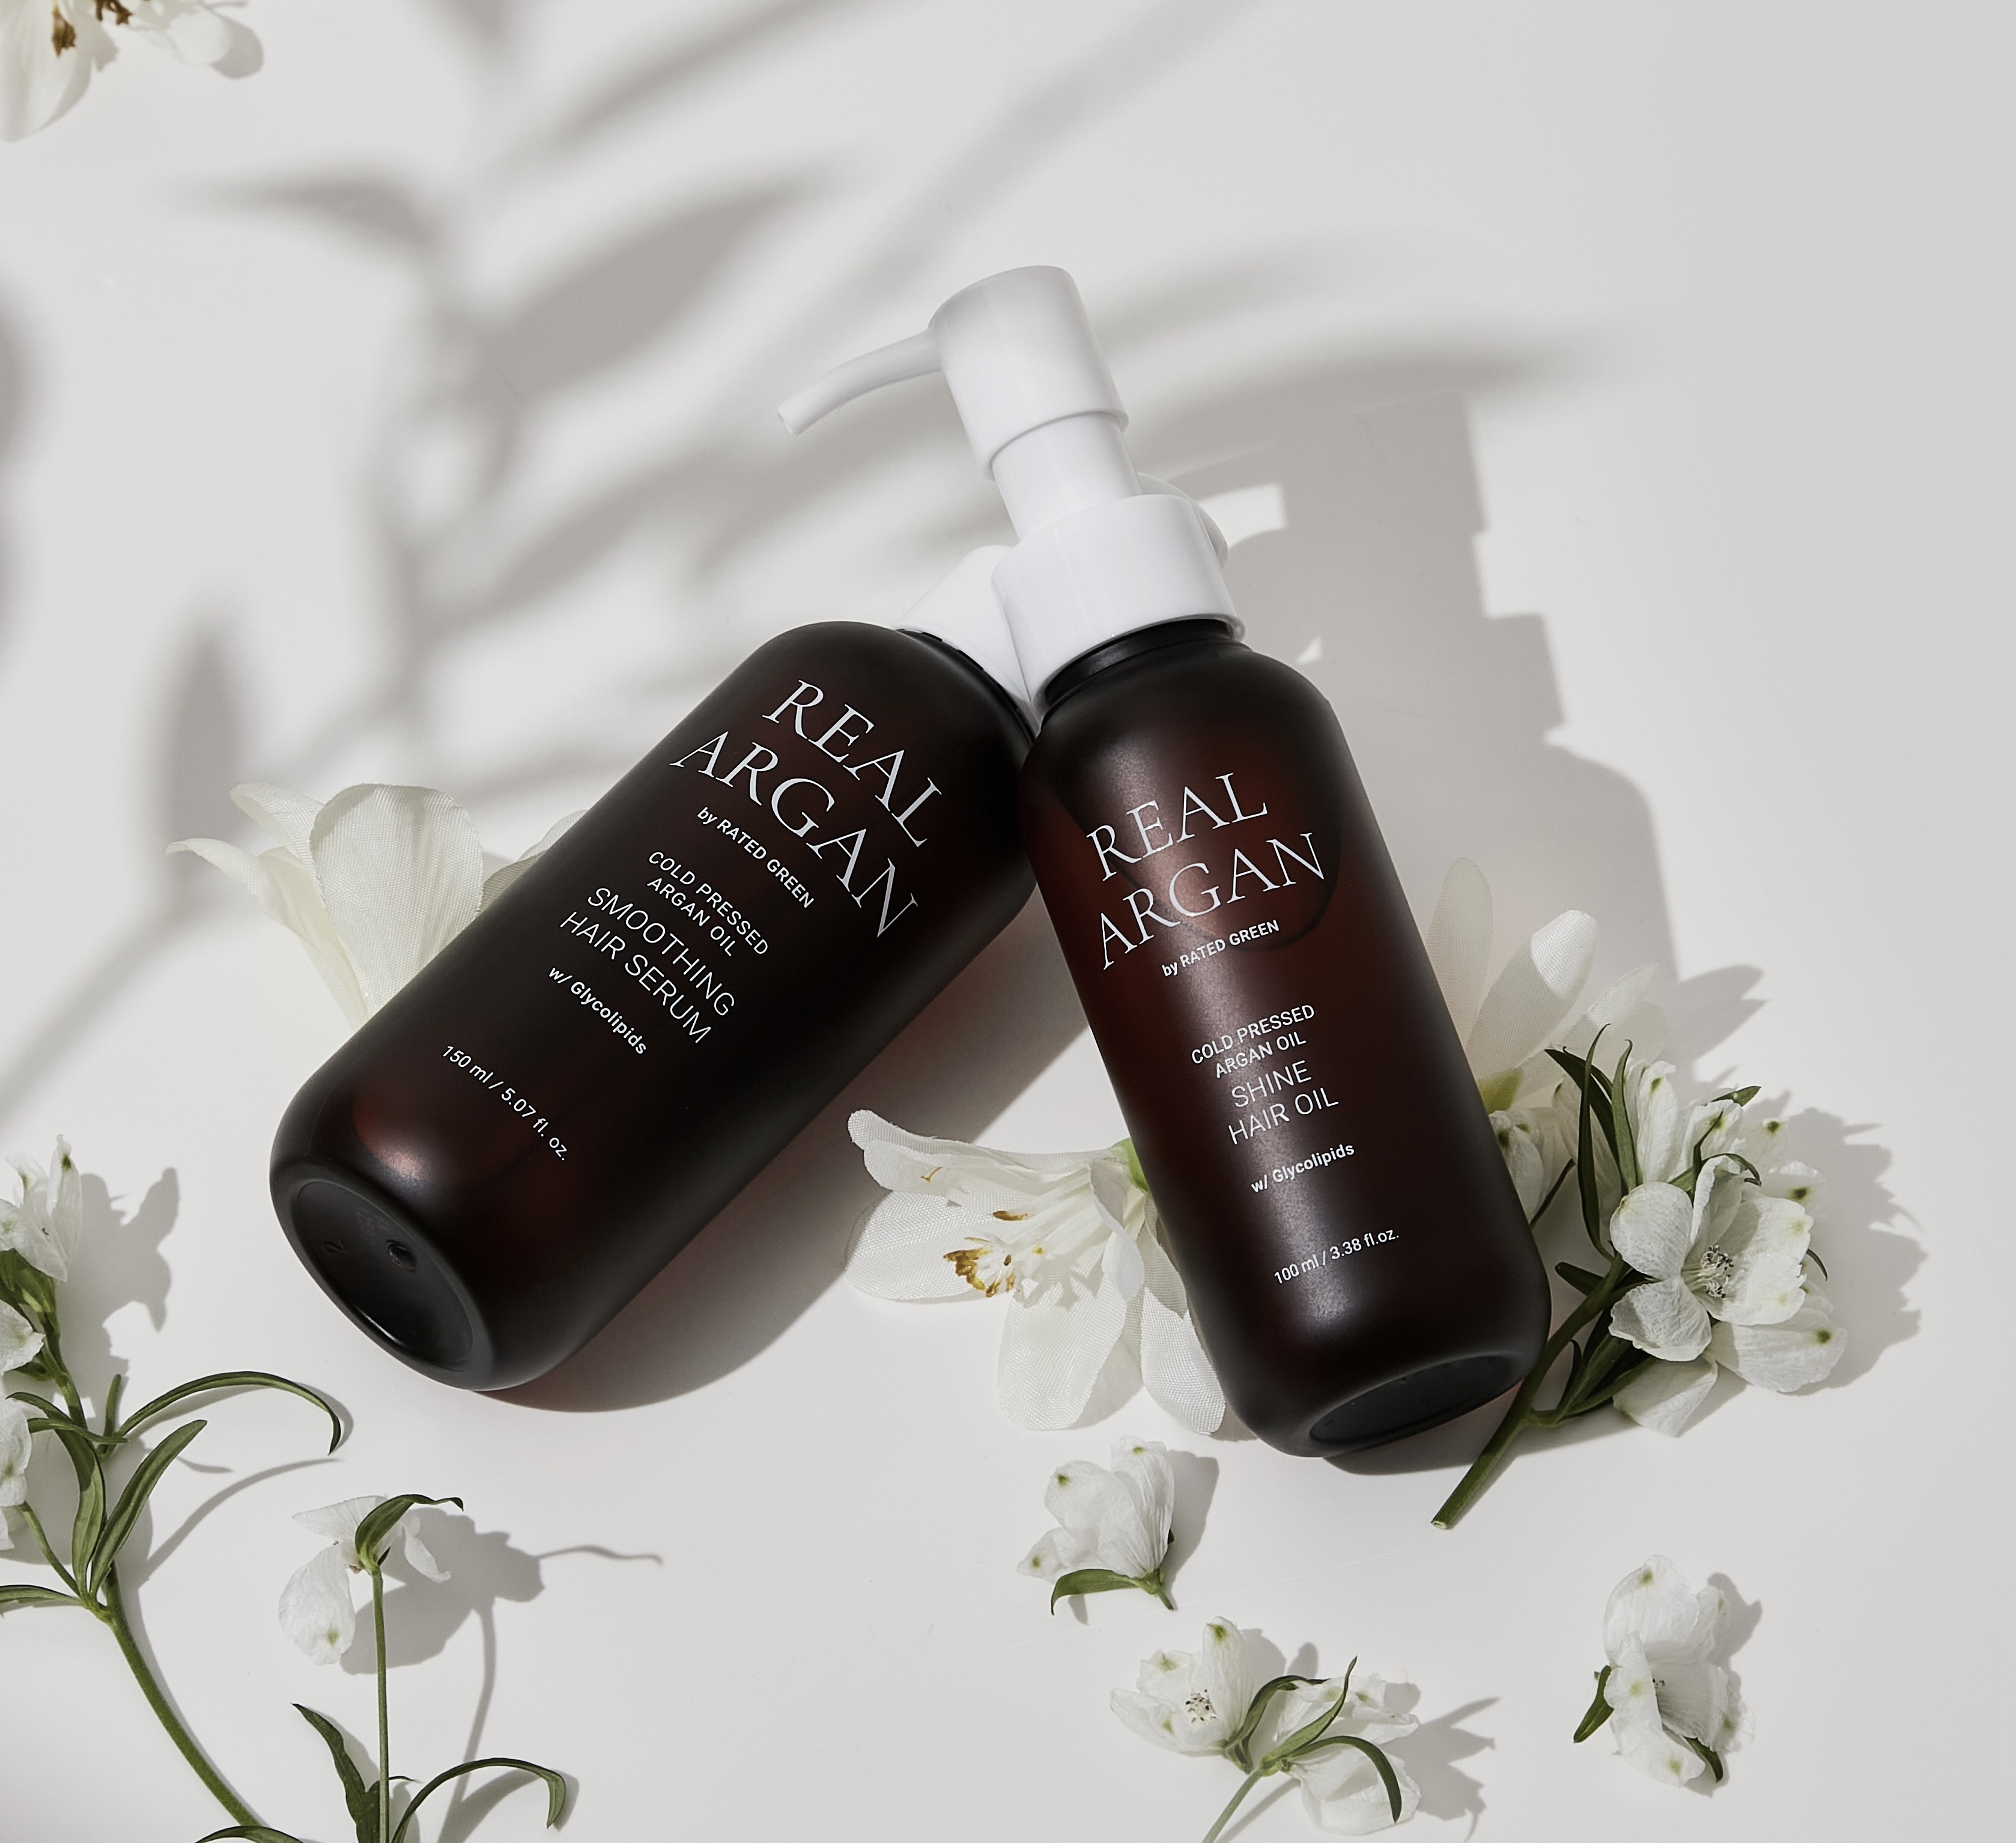 REAL
ARGAN
by RATED GREEN
COLD PRESSED
ARGAN OIL
SMOOTHING
HAIR SERUM
w/ Glycolipids
150 ml / 5.07 fl. oz.
REAL
ARGAN
by RATED GREEN
COLD PRESSED
ARGAN OIL
SHINE
HAIR OIL
w/ Glycolipids
100 ml / 3.38 fl.oz.